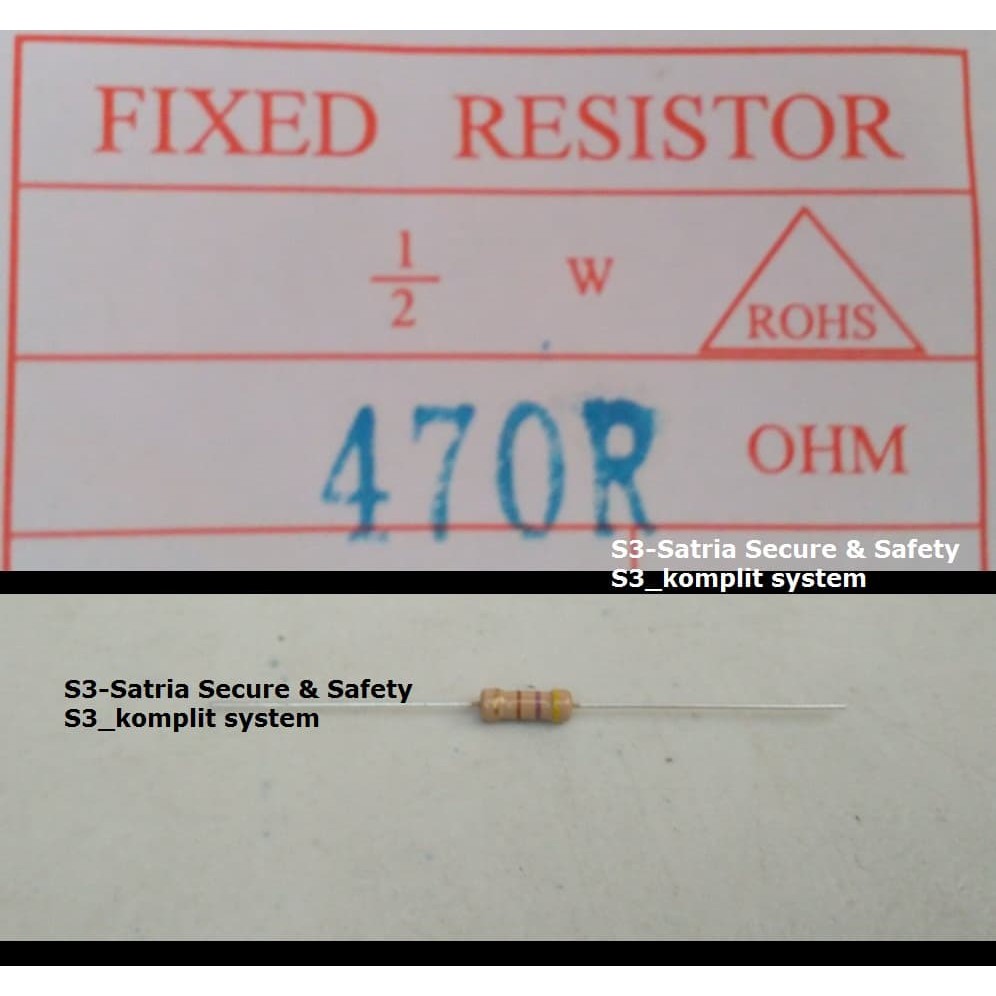 FIXED RESISTOR
1/2 W
ROHS
470R OHM
S3-Satria Secure & Safety
S3_komplit system
S3-Satria Secure & Safety
S3_komplit system